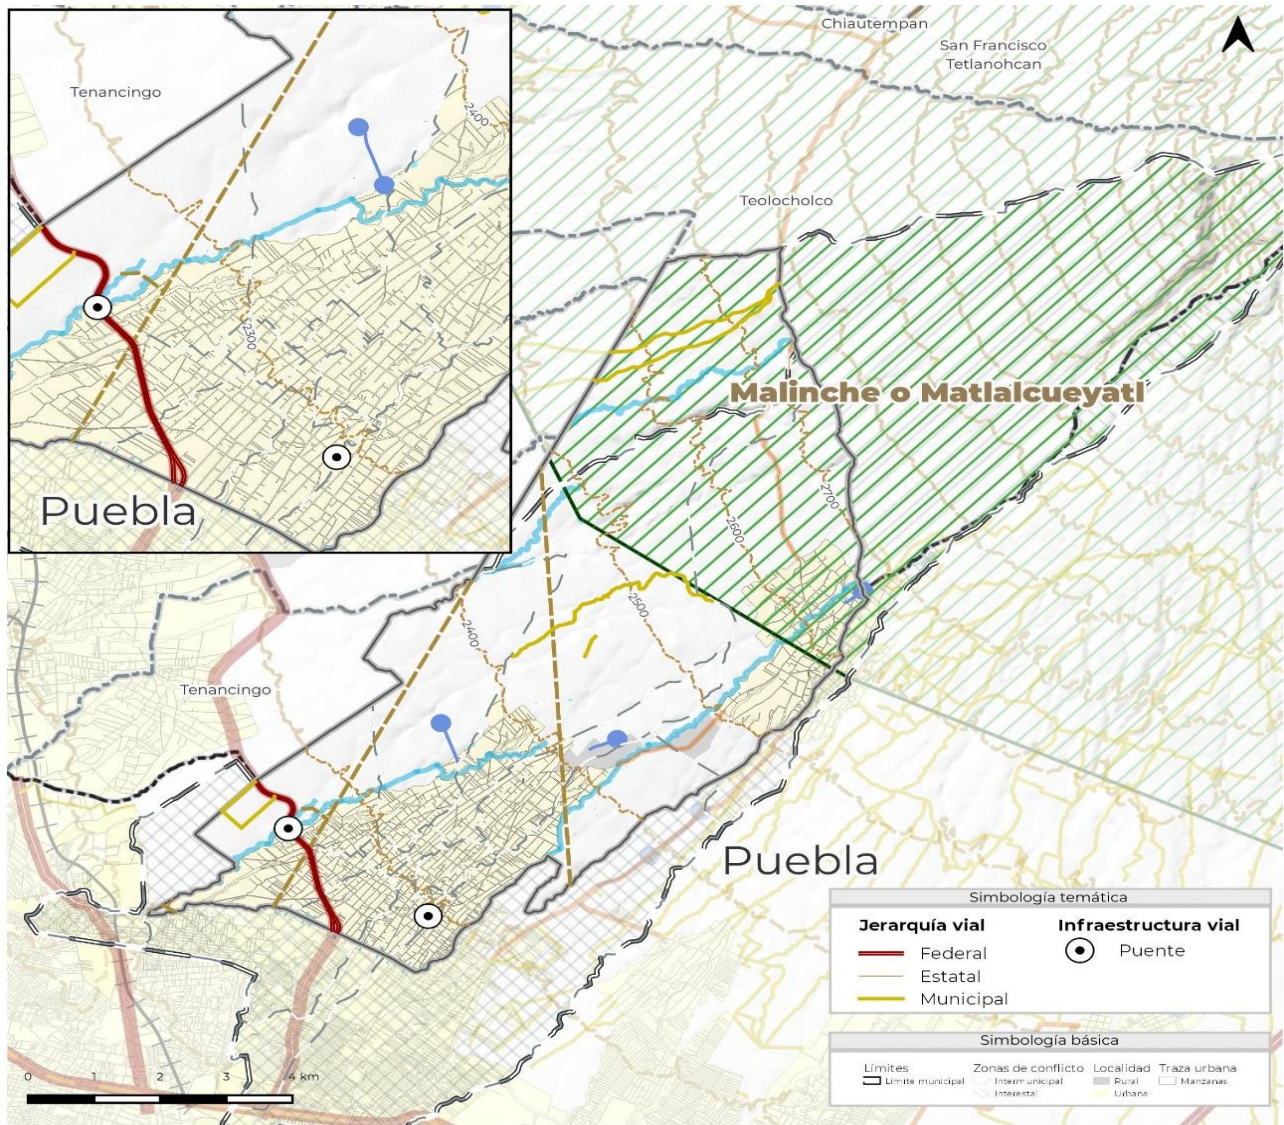 Tenancingo
2400
2300
Puebla
Chiautempan
San Francisco
Tetlanohcan
Teolocholco
Malinche o Matlalcueyatl
2700
2600
2500
2400
Tenancingo
Puebla
Simbología temática
Jerarquía vial
Federal
Estatal
Municipal
Infraestructura vial
Puente
Simbología básica
Límites
Límite municipal
Zonas de conflicto
Intermunicipal
Interestal
Localidad
Rural
Urbana
Traza urbana
Manzanas
0 1 2 3 4 km